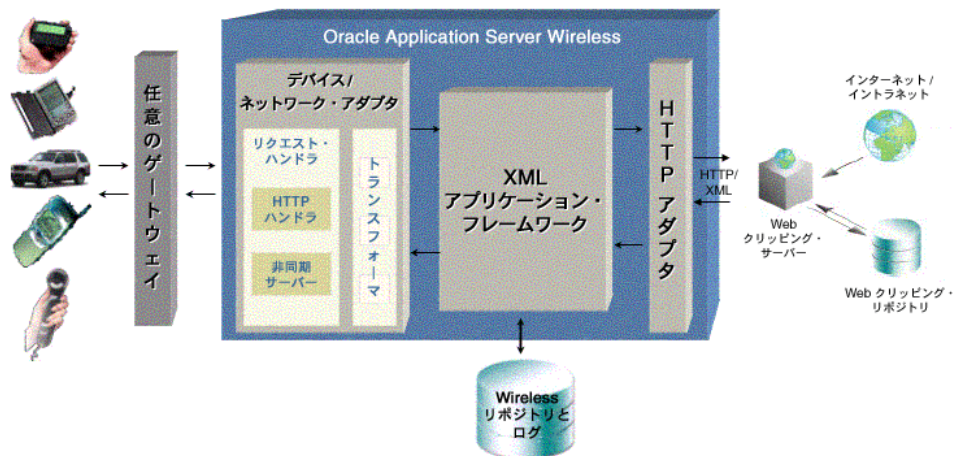 Oracle Application Server Wireless
任意のゲートウェイ
デバイス/
ネットワーク・アダプタ
リクエスト・
ハンドラ
HTTP
ハンドラ
非同期
サーバー
トランスフォーマ
XML
アプリケーション・
フレームワーク
HTTP アダプタ
HTTP/
XML
インターネット /
イントラネット
Web
クリッピング・
サーバー
Web クリッピング・
リポジトリ
Wireless
リポジトリと
ログ